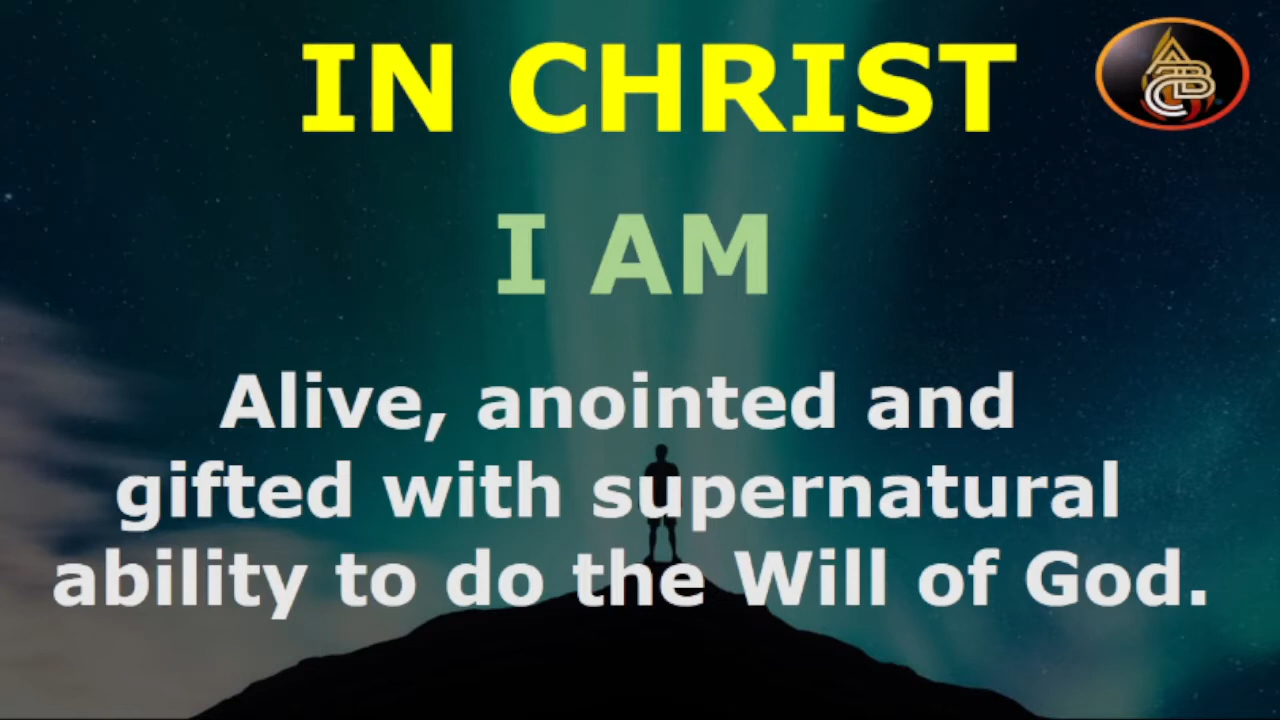 IN CHRIST
I AM
Alive, anointed and
gifted with supernatural
ability to do the Will of God.